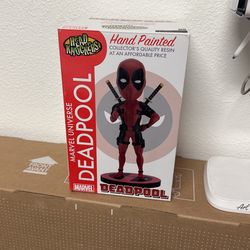 HEAD
KNOCKERS
Hand Painted
COLLECTOR'S QUALITY RESIN
AT AN AFFORDABLE PRICE
MARVEL UNIVERSE
DEADPOOL
MARVEL
DEADPOOL